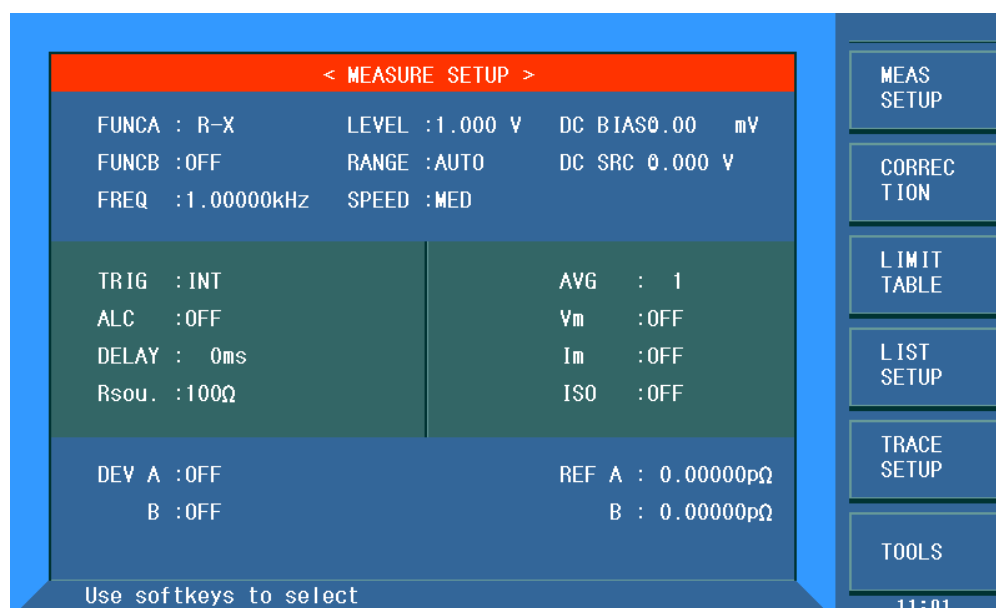 < MEASURE SETUP >
FUNCA : R-X LEVEL :1.000 V DC BIAS0.00 mV
FUNCB :OFF RANGE :AUTO DC SRC 0.000 V
FREQ :1.00000kHz SPEED :MED
TRIG :INT AVG : 1
ALC :OFF Vm :OFF
DELAY : 0ms Im :OFF
Rsou. :100Ω ISO :OFF
DEV A :OFF REF A : 0.00000pΩ
B :OFF B : 0.00000pΩ
Use softkeys to select
MEAS
SETUP
CORREC
TION
LIMIT
TABLE
LIST
SETUP
TRACE
SETUP
TOOLS
11:01